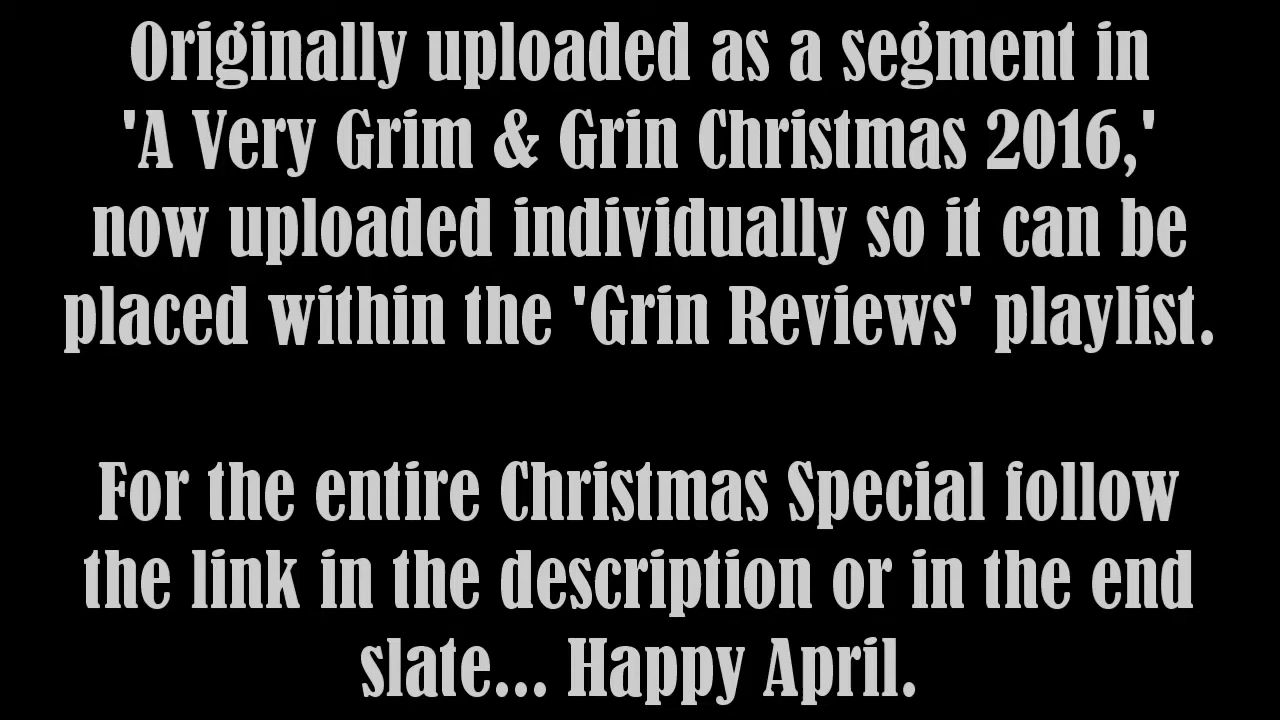 Originally uploaded as a segment in
'A Very Grim & Grin Christmas 2016,'
now uploaded individually so it can be
placed within the 'Grin Reviews' playlist.
For the entire Christmas Special follow
the link in the description or in the end
slate... Happy April.